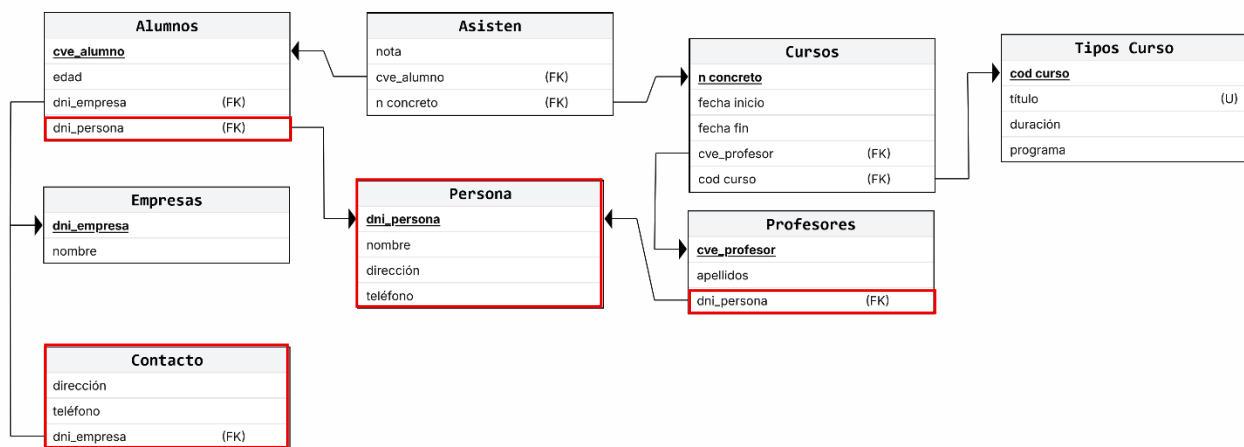 Alumnos
cve_alumno
edad
dni_empresa (FK)
dni_persona (FK)
Asisten
nota
cve_alumno (FK)
n concreto (FK)
Cursos
n concreto
fecha inicio
fecha fin
cve_profesor (FK)
cod curso (FK)
Tipos Curso
cod curso
título (U)
duración
programa
Empresas
dni_empresa
nombre
Persona
dni_persona
nombre
dirección
teléfono
Profesores
cve_profesor
apellidos
dni_persona (FK)
Contacto
dirección
teléfono
dni_empresa (FK)